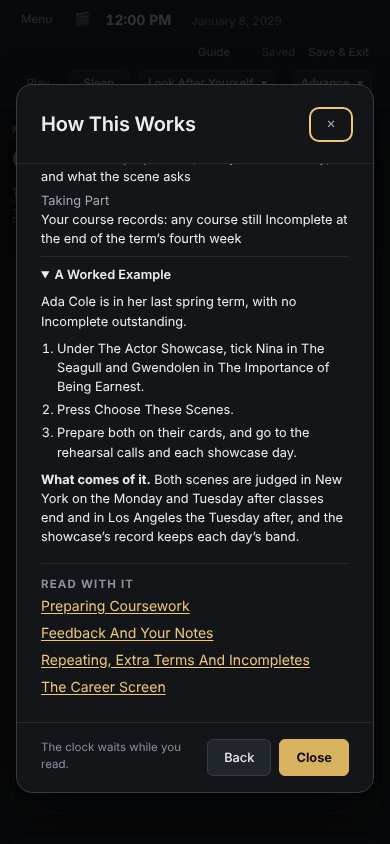 Menu 🎬 12:00 PM January 8, 2029
Guide Saved Save & Exit
Play Sleep Look After Yourself ▾ Advance ▾
How This Works
×
and what the scene asks
Taking Part
Your course records: any course still Incomplete at
the end of the term’s fourth week
▼ A Worked Example
Ada Cole is in her last spring term, with no
Incomplete outstanding.
1. Under The Actor Showcase, tick Nina in The
Seagull and Gwendolen in The Importance of
Being Earnest.
2. Press Choose These Scenes.
3. Prepare both on their cards, and go to the
rehearsal calls and each showcase day.
What comes of it. Both scenes are judged in New
York on the Monday and Tuesday after classes
end and in Los Angeles the Tuesday after, and the
showcase’s record keeps each day’s band.
READ WITH IT
Preparing Coursework
Feedback And Your Notes
Repeating, Extra Terms And Incompletes
The Career Screen
The clock waits while you
read.
Back
Close